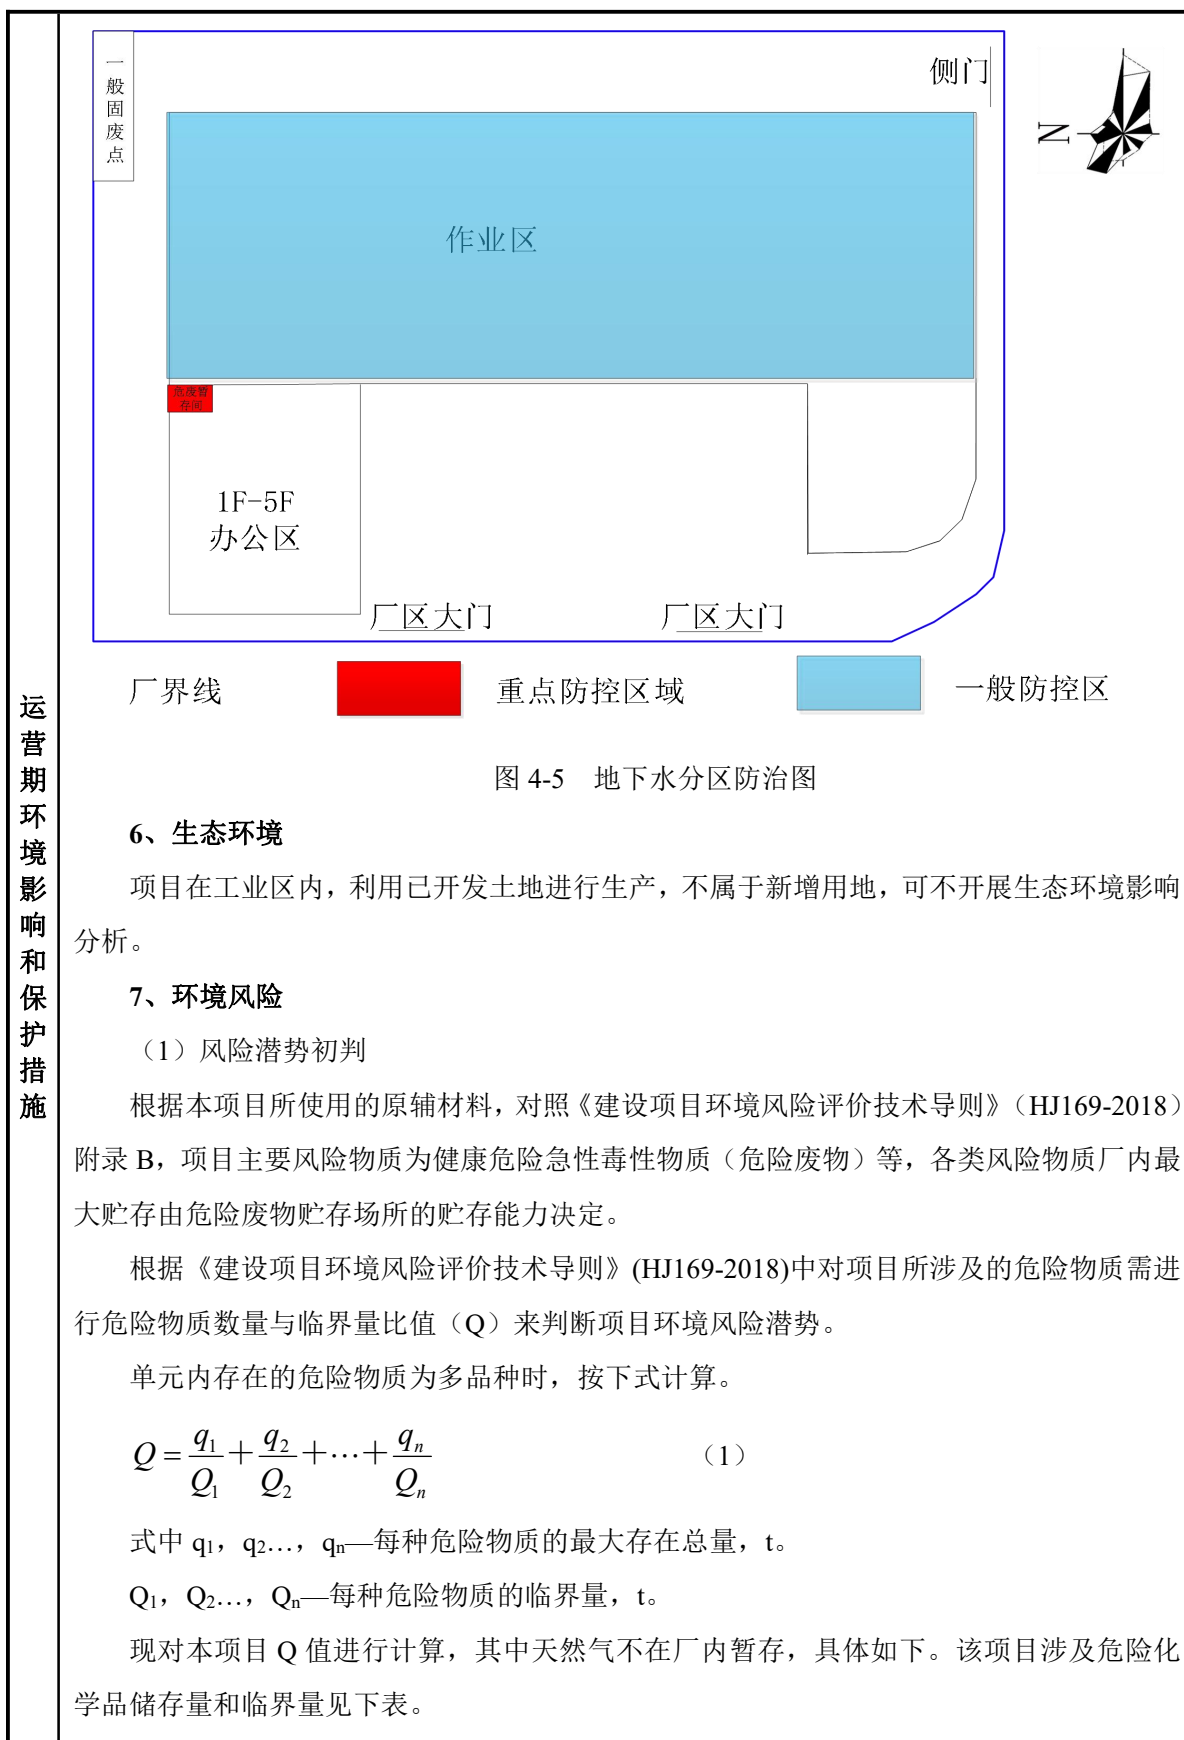 一般固废点
侧门
N
作业区
危废暂
存间
1F-5F
办公区
厂区大门
厂区大门
厂界线
重点防控区域
一般防控区
图 4-5 地下水分区防治图
运营期环境影响和保护措施
6、生态环境
项目在工业区内，利用已开发土地进行生产，不属于新增用地，可不开展生态环境影响
分析。
7、环境风险
（1）风险潜势初判
根据本项目所使用的原辅材料，对照《建设项目环境风险评价技术导则》（HJ169-2018）
附录 B，项目主要风险物质为健康危险急性毒性物质（危险废物）等，各类风险物质厂内最
大贮存由危险废物贮存场所的贮存能力决定。
根据《建设项目环境风险评价技术导则》(HJ169-2018)中对项目所涉及的危险物质需进
行危险物质数量与临界量比值（Q）来判断项目环境风险潜势。
单元内存在的危险物质为多品种时，按下式计算。
Q = q₁/Q₁ + q₂/Q₂ + ··· + qₙ/Qₙ （1）
式中 q₁，q₂…，qₙ—每种危险物质的最大存在总量，t。
Q₁，Q₂…，Qₙ—每种危险物质的临界量，t。
现对本项目 Q 值进行计算，其中天然气不在厂内暂存，具体如下。该项目涉及危险化
学品储存量和临界量见下表。